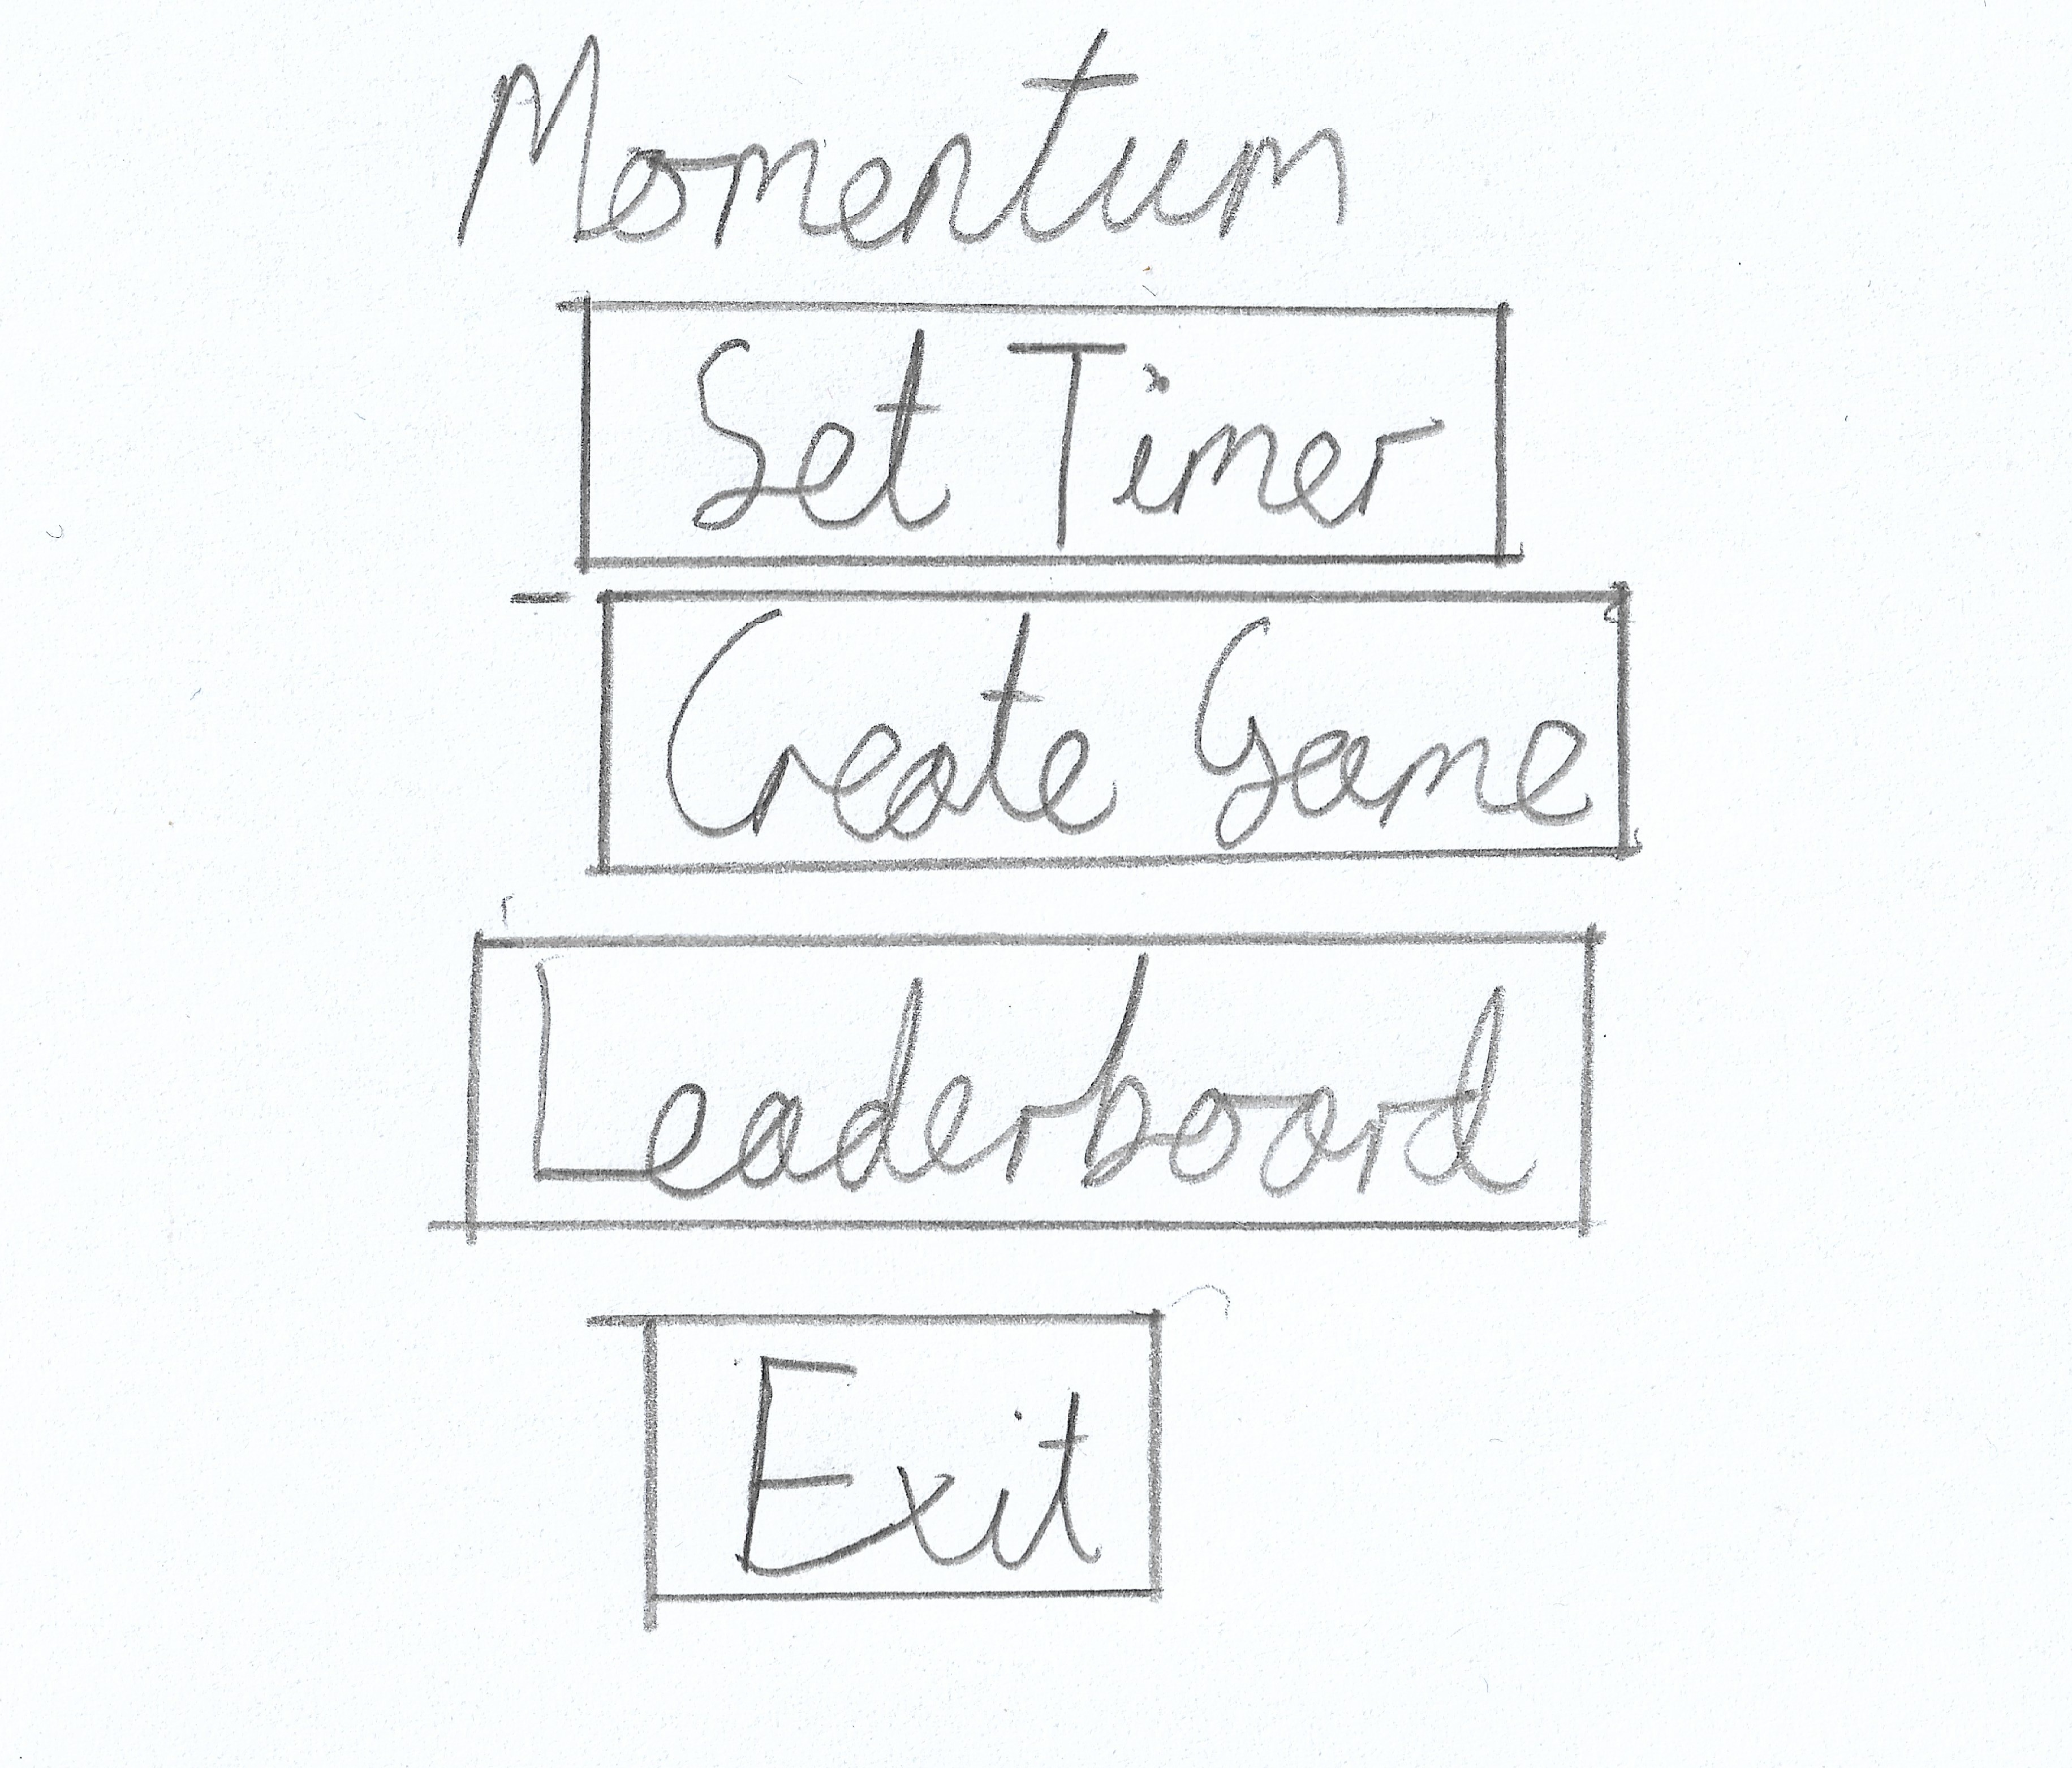 Momentum
Set Timer
Create Game
Leaderboard
Exit